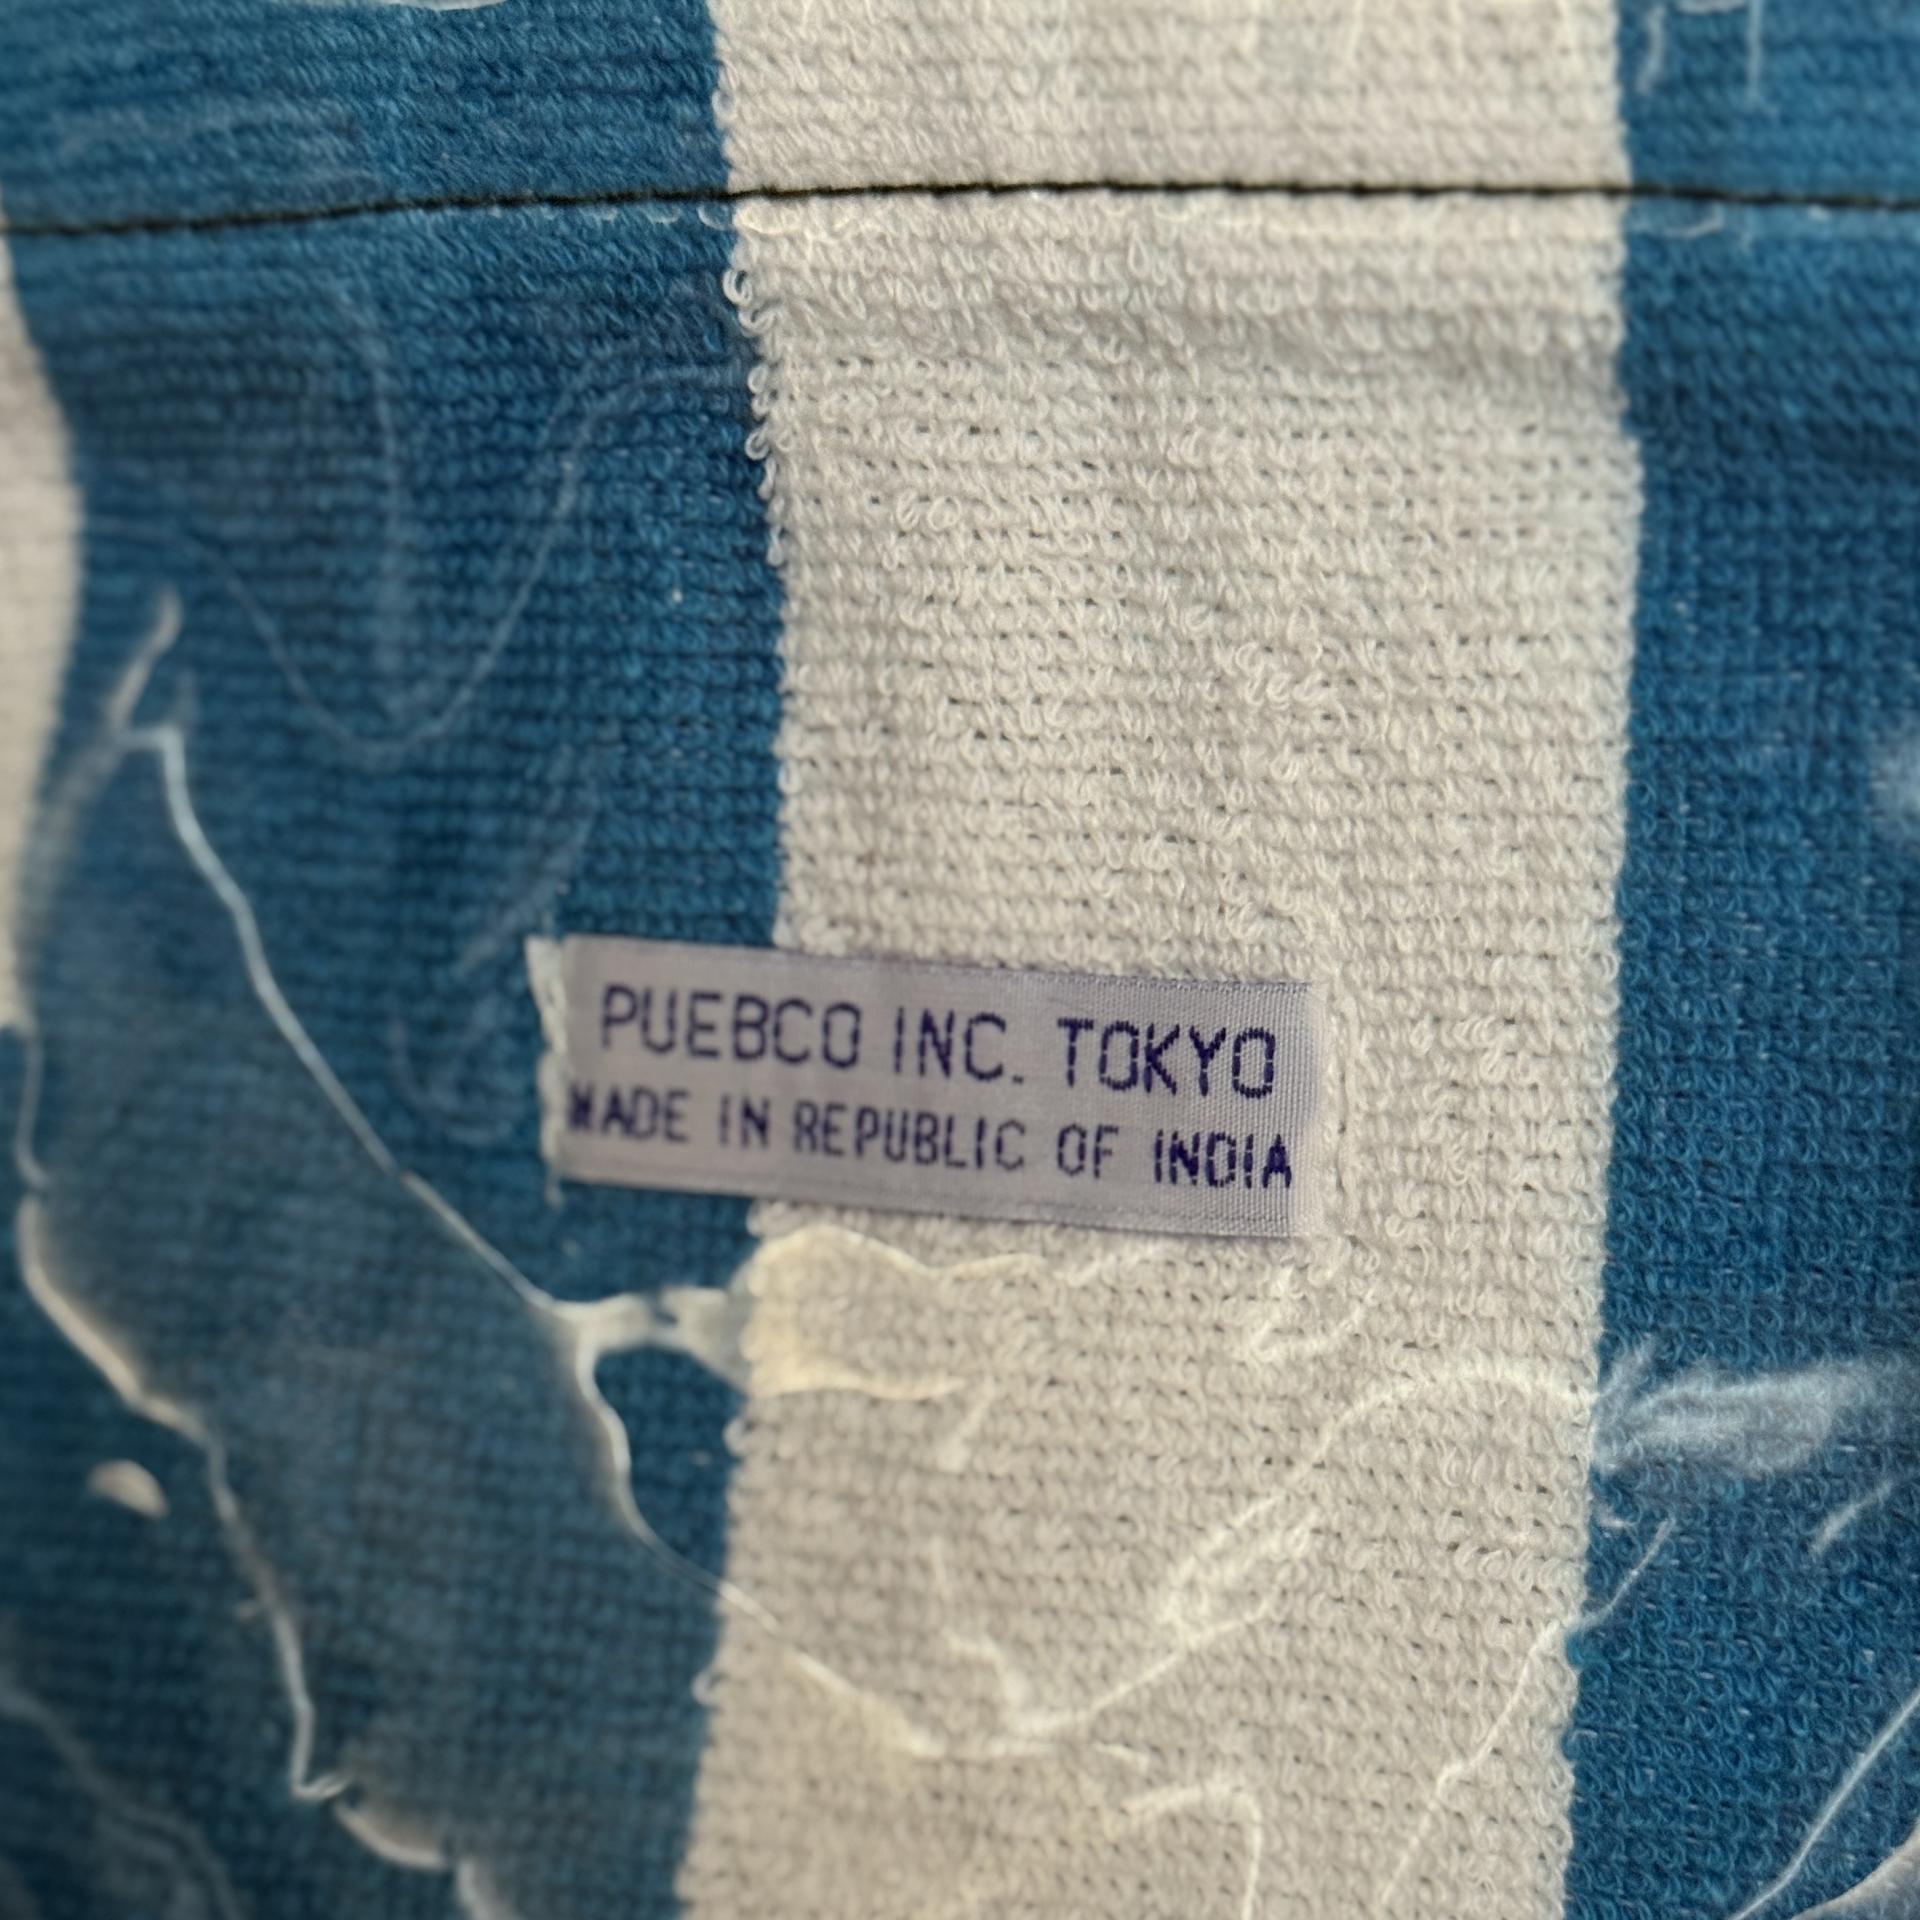 PUEBCO INC. TOKYO
MADE IN REPUBLIC OF INDIA